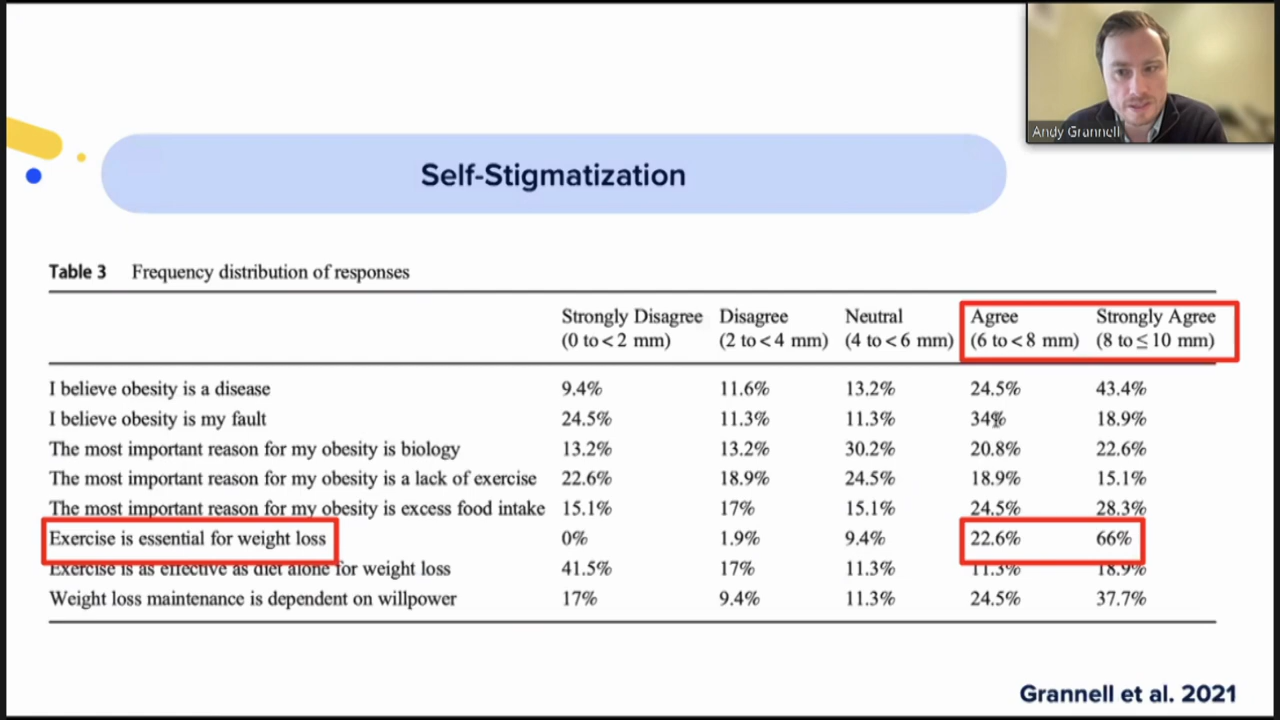 Andy Grannell
Self-Stigmatization
Table 3 Frequency distribution of responses
Strongly Disagree Disagree Neutral Agree Strongly Agree
(0 to < 2 mm) (2 to < 4 mm) (4 to < 6 mm) (6 to < 8 mm) (8 to ≤ 10 mm)
I believe obesity is a disease 9.4% 11.6% 13.2% 24.5% 43.4%
I believe obesity is my fault 24.5% 11.3% 11.3% 34% 18.9%
The most important reason for my obesity is biology 13.2% 13.2% 30.2% 20.8% 22.6%
The most important reason for my obesity is a lack of exercise 22.6% 18.9% 24.5% 18.9% 15.1%
The most important reason for my obesity is excess food intake 15.1% 17% 15.1% 24.5% 28.3%
Exercise is essential for weight loss 0% 1.9% 9.4% 22.6% 66%
Exercise is as effective as diet alone for weight loss 41.5% 17% 11.3% 11.3% 18.9%
Weight loss maintenance is dependent on willpower 17% 9.4% 11.3% 24.5% 37.7%
Grannell et al. 2021